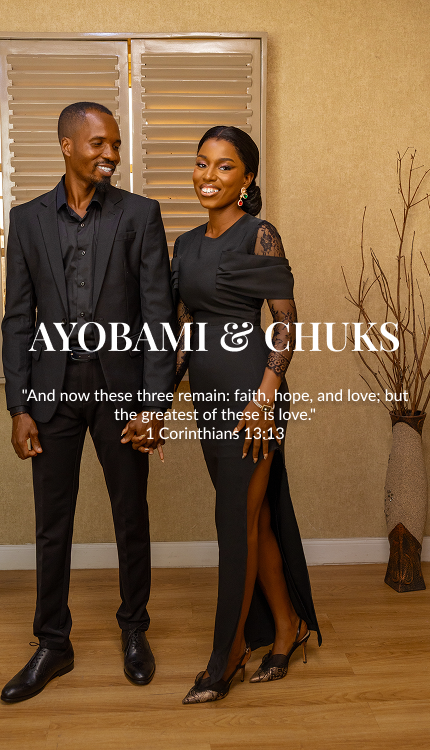 AYOBAMI & CHUKS
"And now these three remain: faith, hope, and love; but
the greatest of these is love."
1 Corinthians 13:13